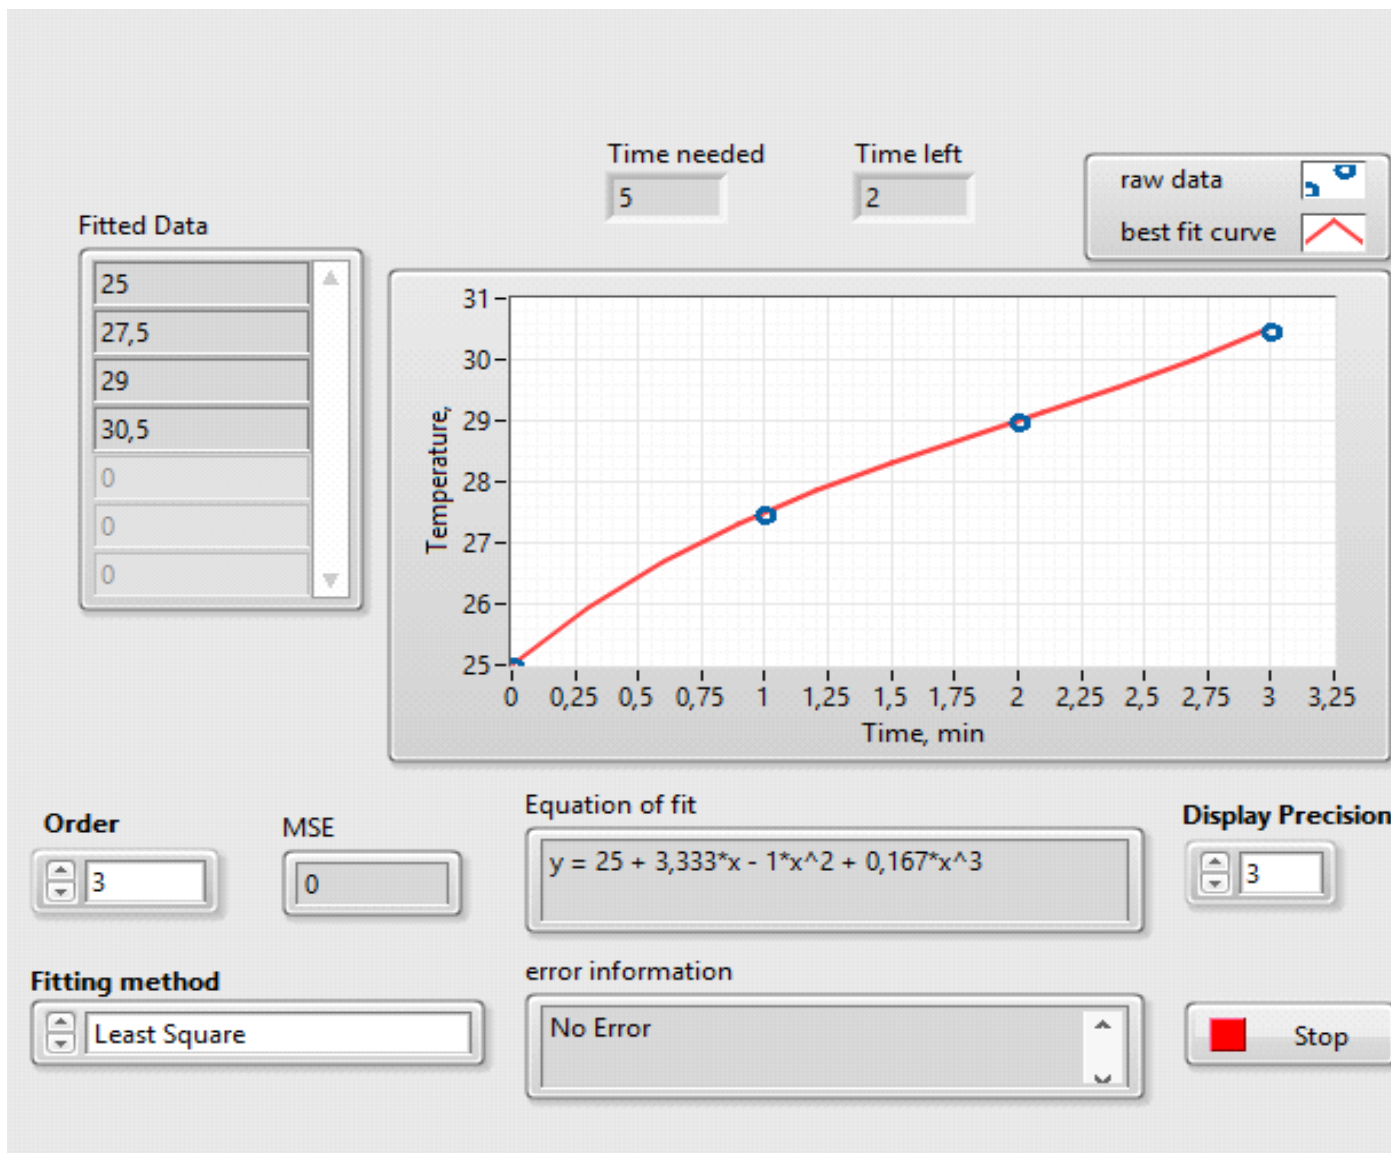 Time needed
5
Time left
2
raw data
best fit curve
Fitted Data
25
27,5
29
30,5
0
0
0
Temperature,
31
30
29
28
27
26
25
0 0,25 0,5 0,75 1 1,25 1,5 1,75 2 2,25 2,5 2,75 3 3,25
Time, min
Order
3
MSE
0
Equation of fit
y = 25 + 3,333*x - 1*x^2 + 0,167*x^3
Display Precision
3
Fitting method
Least Square
error information
No Error
Stop